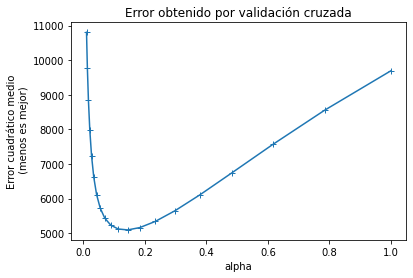 Error obtenido por validación cruzada
11000
10000
9000
8000
7000
6000
5000
Error cuadrático medio
(menos es mejor)
0.0 0.2 0.4 0.6 0.8 1.0
alpha